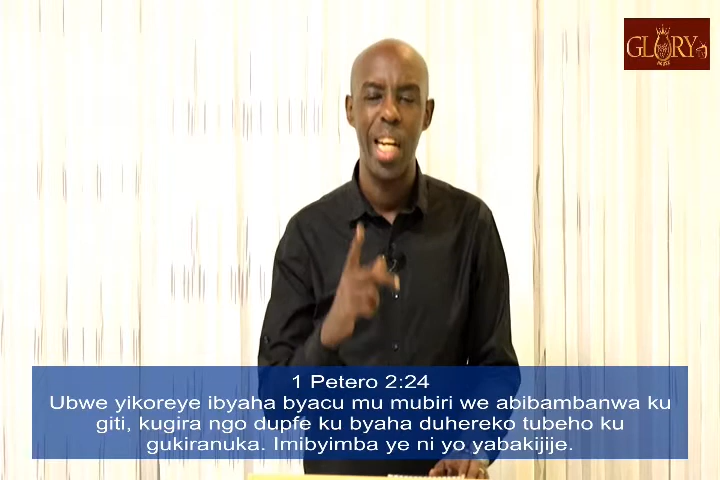 GLORY
1 Petero 2:24
Ubwe yikoreye ibyaha byacu mu mubiri we abibambanwa ku
giti, kugira ngo dupfe ku byaha duhereko tubeho ku
gukiranuka. Imibyimba ye ni yo yabakijije.